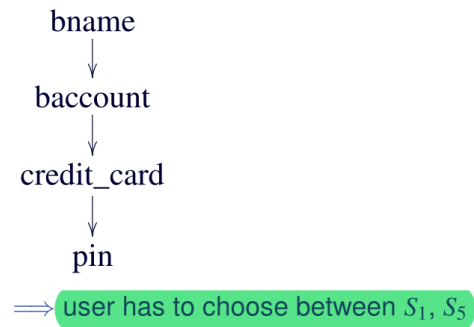 bname
baccount
credit_card
pin
⟹ user has to choose between S₁, S₅